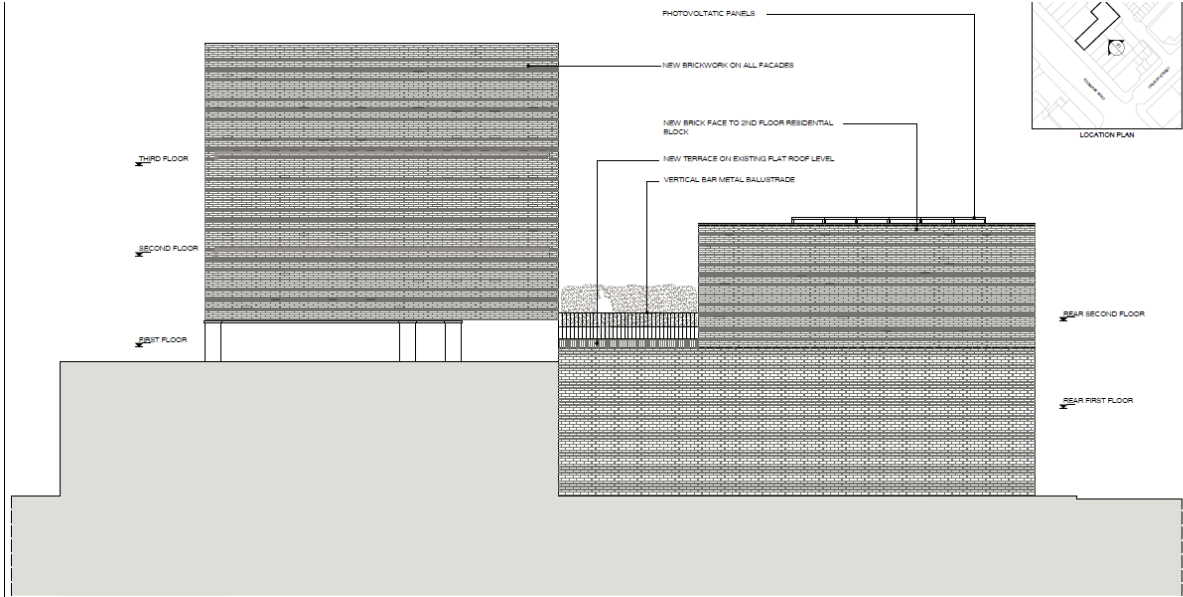 PHOTOVOLTATIC PANELS
NEW BRICKWORK ON ALL FACADES
NEW BRICK FACE TO 2ND FLOOR RESIDENTIAL
BLOCK
LOCATION PLAN
THIRD FLOOR
NEW TERRACE ON EXISTING FLAT ROOF LEVEL
VERTICAL BAR METAL BALUSTRADE
SECOND FLOOR
REAR SECOND FLOOR
FIRST FLOOR
REAR FIRST FLOOR